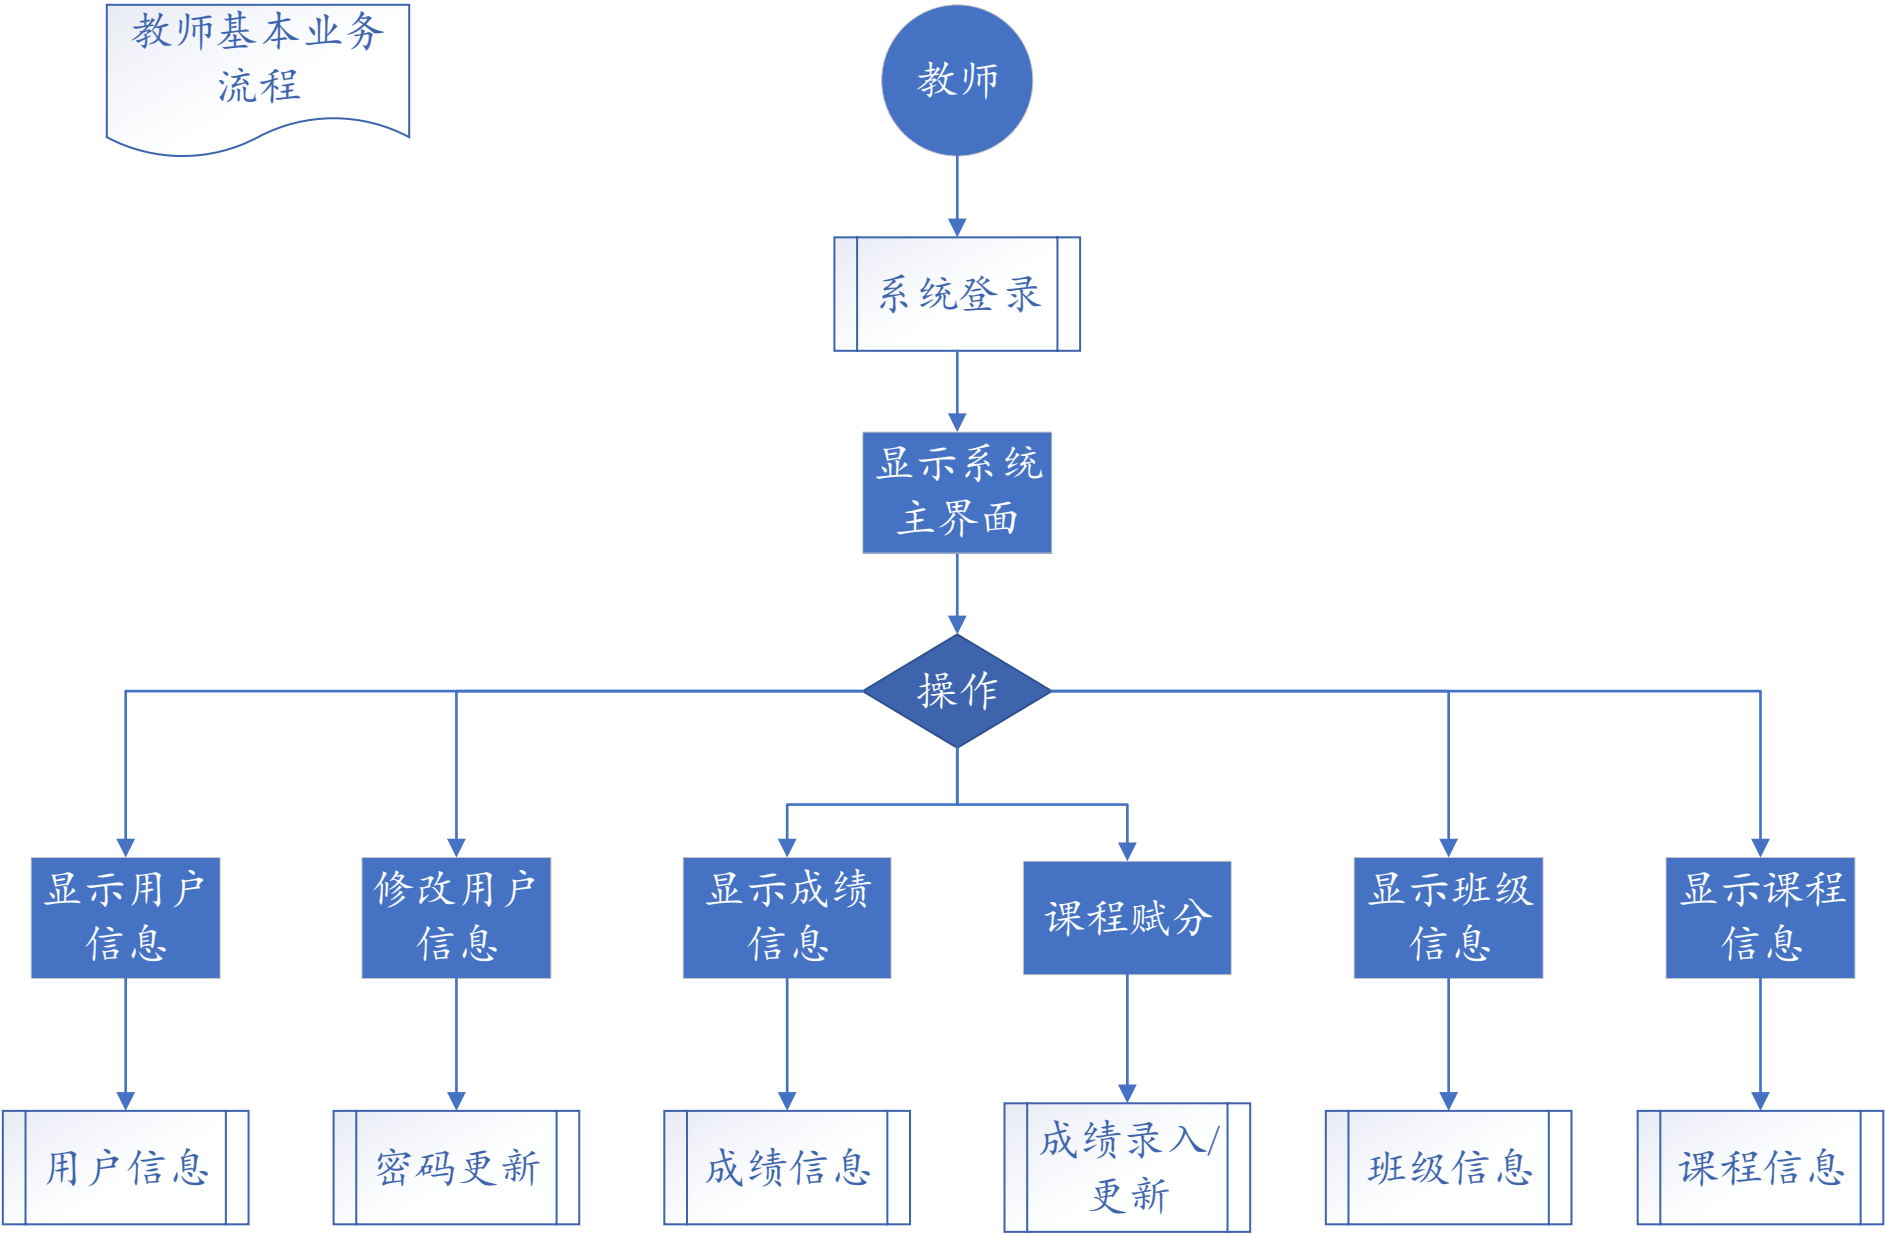 教师基本业务
流程
教师
系统登录
显示系统
主界面
操作
显示用户
信息
修改用户
信息
显示成绩
信息
课程赋分
显示班级
信息
显示课程
信息
用户信息
密码更新
成绩信息
成绩录入/
更新
班级信息
课程信息